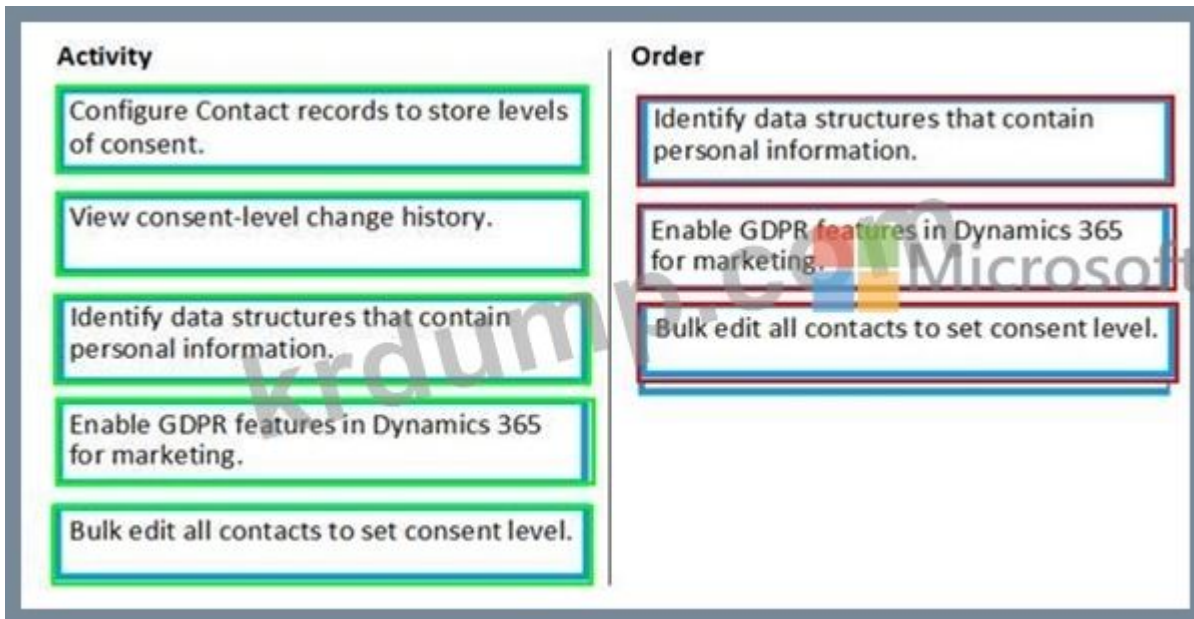 Activity
Configure Contact records to store levels
of consent.
View consent-level change history.
Identify data structures that contain
personal information.
Enable GDPR features in Dynamics 365
for marketing.
Bulk edit all contacts to set consent level.
Order
Identify data structures that contain
personal information.
Enable GDPR features in Dynamics 365
for marketing.
Bulk edit all contacts to set consent level.
krdump.com
Microsoft